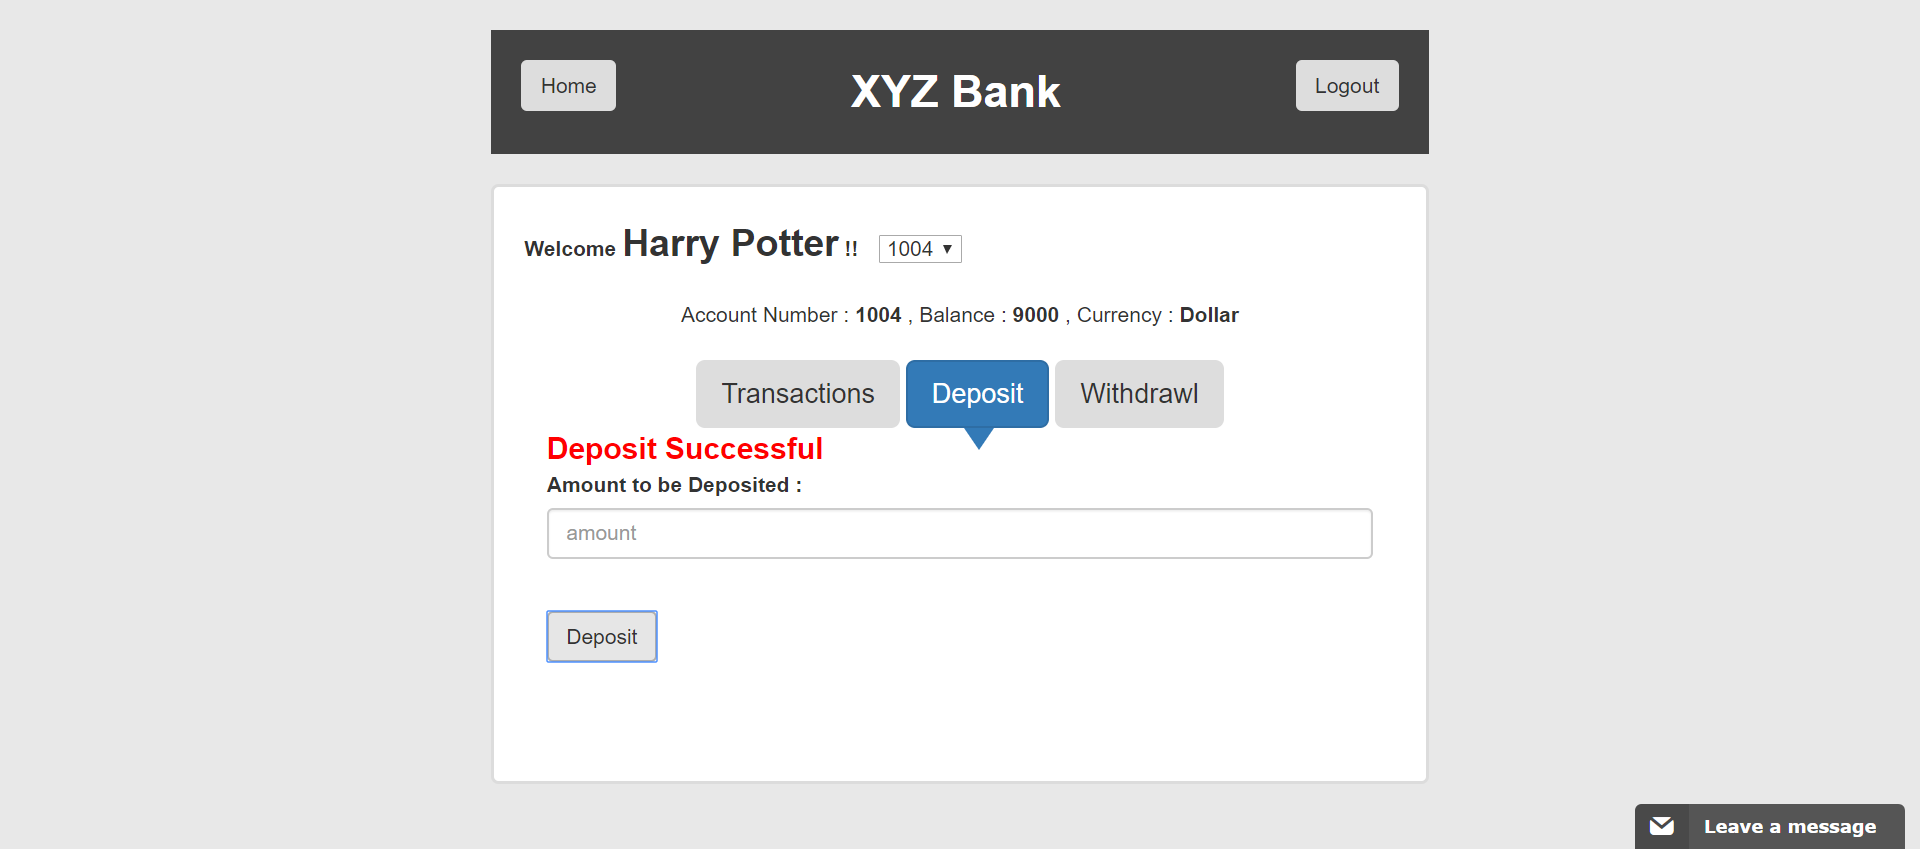 Home
XYZ Bank
Logout
Welcome Harry Potter !! 1004
Account Number : 1004 , Balance : 9000 , Currency : Dollar
Transactions
Deposit
Withdrawl
Deposit Successful
Amount to be Deposited :
amount
Deposit
Leave a message